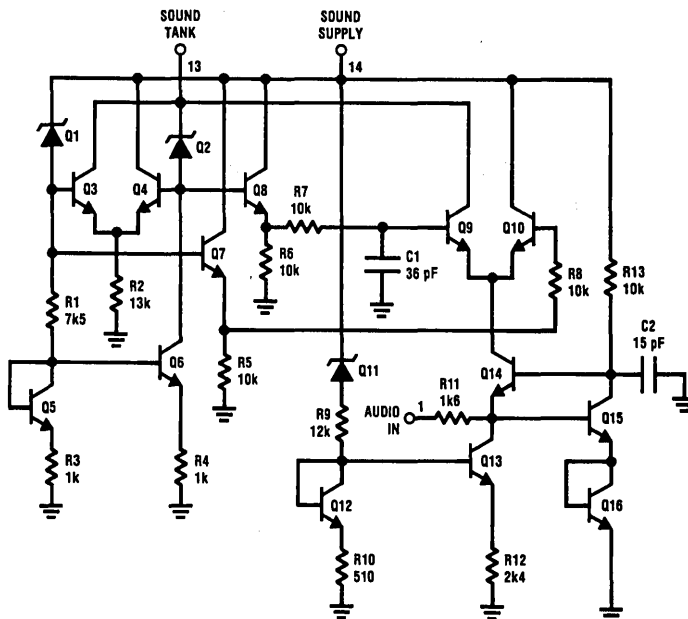 SOUND
TANK
13
SOUND
SUPPLY
14
Q1
Q2
Q3
Q4
Q8
R7
10k
Q9
Q10
Q7
R6
10k
C1
36 pF
R8
10k
R13
10k
R2
13k
R1
7k5
C2
15 pF
Q6
R5
10k
Q11
Q14
R11
1k6
AUDIO
IN
1
Q5
R9
12k
Q15
Q13
R3
1k
R4
1k
Q12
Q16
R10
510
R12
2k4